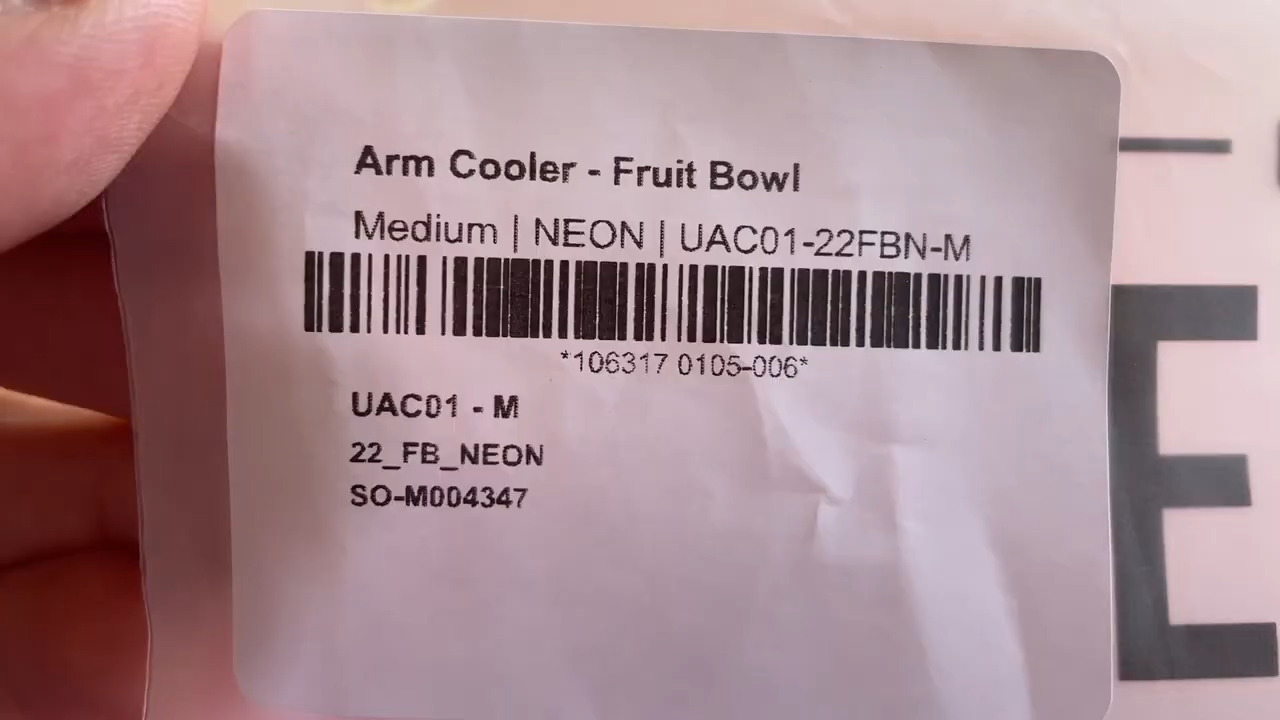 Arm Cooler - Fruit Bowl
Medium | NEON | UAC01-22FBN-M
*106317 0105-006*
UAC01 - M
22_FB_NEON
SO-M004347
E